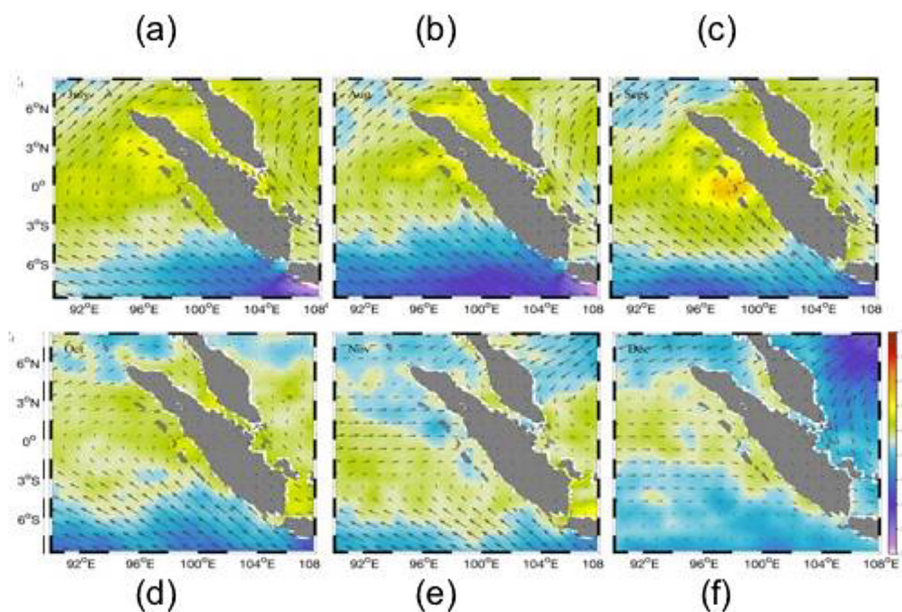 (a) (b) (c)
July Aug Sept
6°N
3°N
0°
3°S
6°S
92°E 96°E 100°E 104°E 108° 92°E 96°E 100°E 104°E 108 92°E 96°E 100°E 104°E 108°E
Oct Nov Dec
6°N
3°N
0°
3°S
6°S
92°E 96°E 100°E 104°E 108 92°E 96°E 100°E 104°E 108 92°E 96°E 100°E 104°E 108°E
(d) (e) (f)